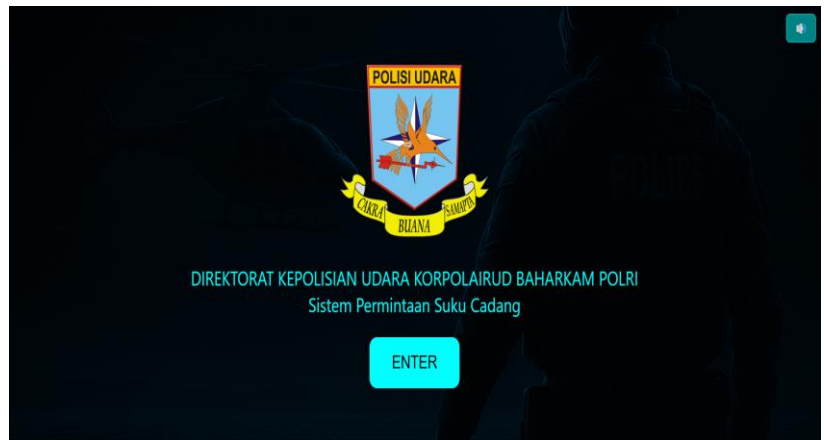 POLISI UDARA
CAKRA
BUANA
SAMAPTA
DIREKTORAT KEPOLISIAN UDARA KORPOLAIRUD BAHARKAM POLRI
Sistem Permintaan Suku Cadang
ENTER